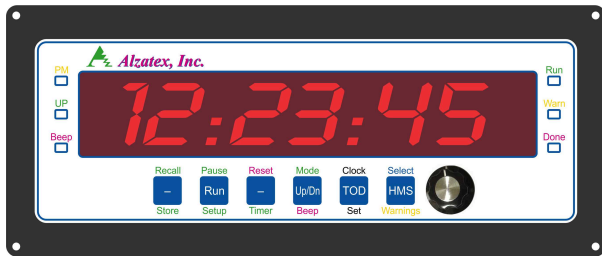 Alzatex, Inc.
PM
Run
12:23:45
UP
Warn
Beep
Done
Recall Pause Reset Mode Clock Select
– Run – Up/Dn TOD HMS
Store Setup Timer Beep Set Warnings